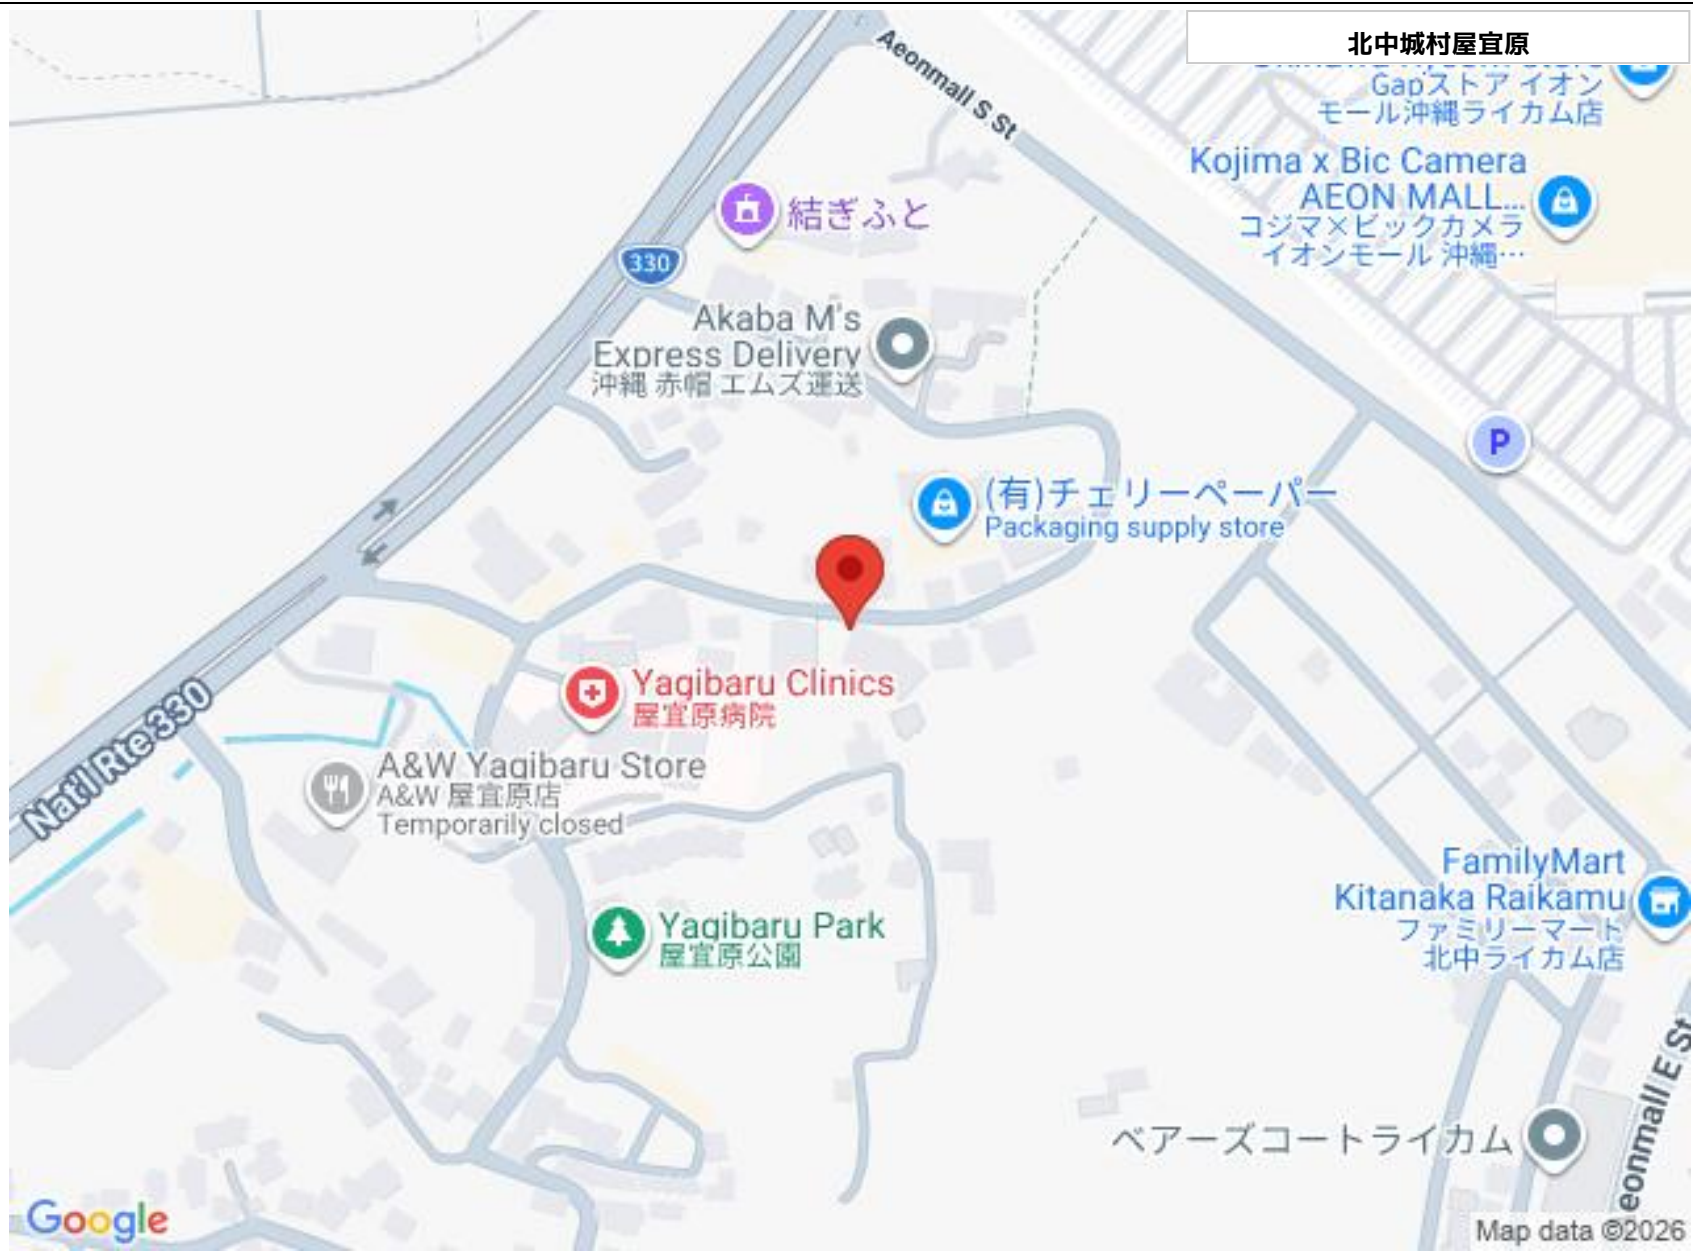 北中城村屋宜原
Aeonmall S St
Gapストア イオン
モール沖縄ライカム店
Kojima x Bic Camera
AEON MALL...
コジマ×ビックカメラ
イオンモール 沖縄…
結ぎふと
330
Akaba M's
Express Delivery
沖縄 赤帽 エムズ運送
P
(有)チェリーペーパー
Packaging supply store
Yagibaru Clinics
屋宜原病院
Nat'l Rte 330
A&W Yagibaru Store
A&W 屋宜原店
Temporarily closed
FamilyMart
Kitanaka Raikamu
ファミリーマート
北中ライカム店
Yagibaru Park
屋宜原公園
eonmall E St
ベアーズコートライカム
Google
Map data ©2026